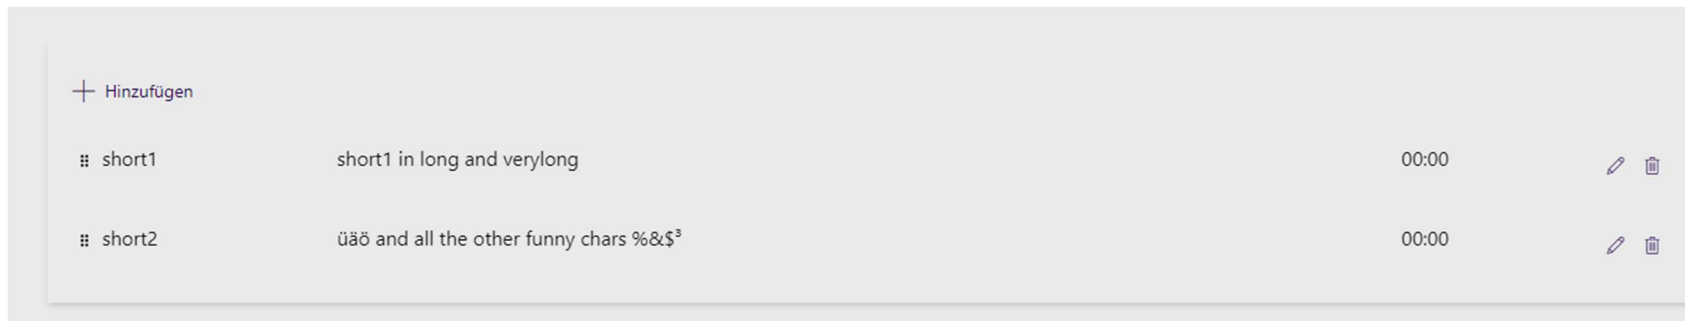 Hinzufügen
short1 short1 in long and verylong 00:00
short2 üäö and all the other funny chars %&$³ 00:00